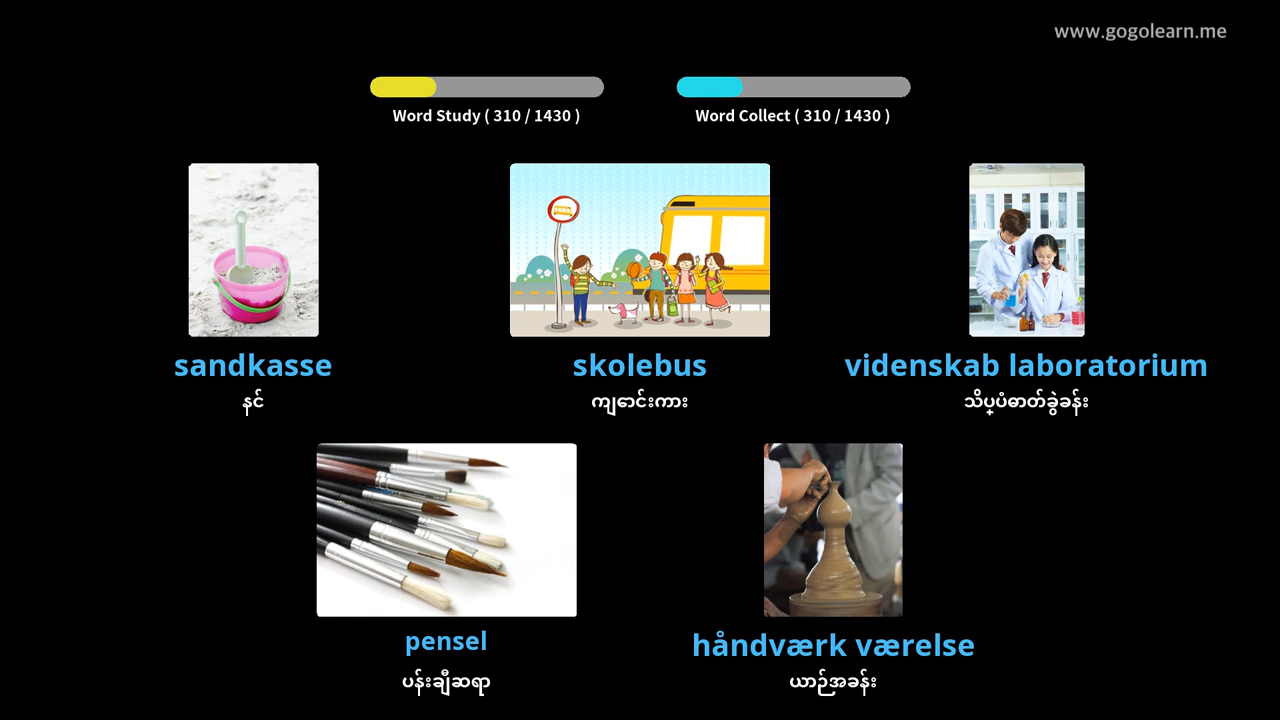 www.gogolearn.me
Word Study ( 310 / 1430 )
Word Collect ( 310 / 1430 )
sandkasse
နင်
skolebus
ကျောင်းကား
videnskab laboratorium
သိပ္ပံဓာတ်ခွဲခန်း
pensel
ပန်းချီဆရာ
håndværk værelse
ယာဉ်အခန်း